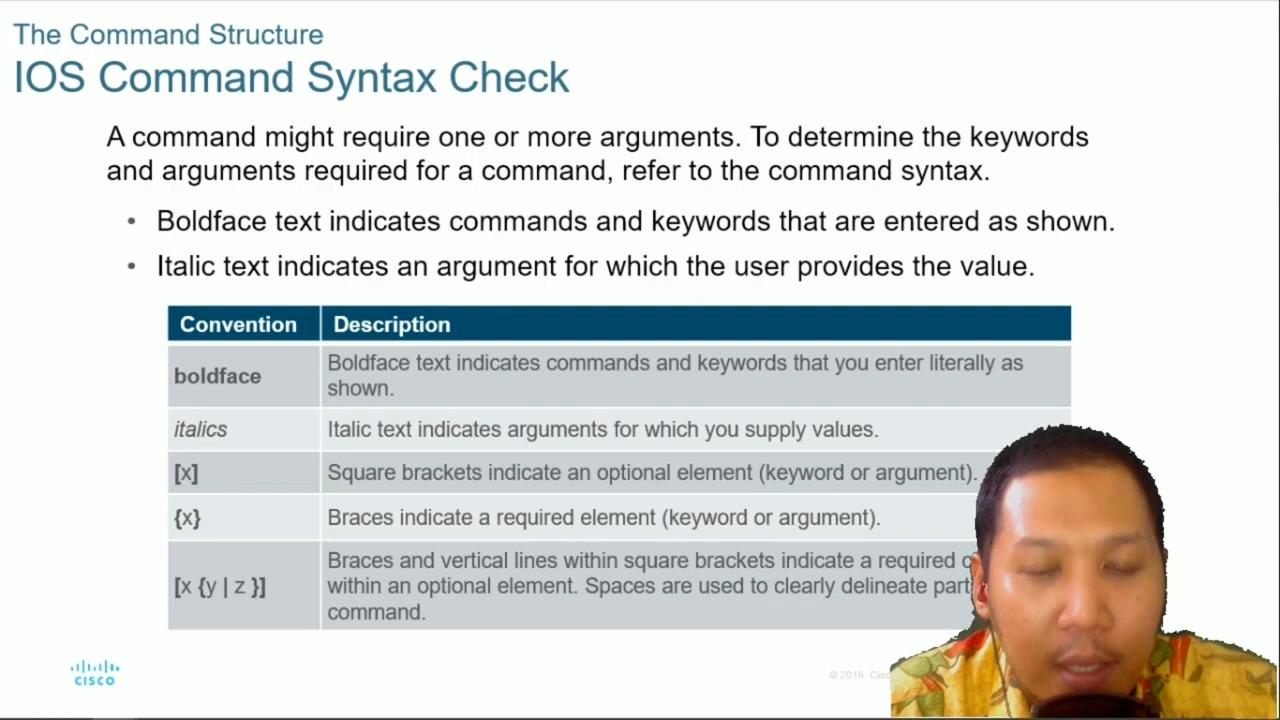 The Command Structure
IOS Command Syntax Check
A command might require one or more arguments. To determine the keywords
and arguments required for a command, refer to the command syntax.
• Boldface text indicates commands and keywords that are entered as shown.
• Italic text indicates an argument for which the user provides the value.
Convention Description
boldface Boldface text indicates commands and keywords that you enter literally as
shown.
italics Italic text indicates arguments for which you supply values.
[x] Square brackets indicate an optional element (keyword or argument).
{x} Braces indicate a required element (keyword or argument).
Braces and vertical lines within square brackets indicate a required
[x {y | z }] within an optional element. Spaces are used to clearly delineate
command.
CISCO
© 2016